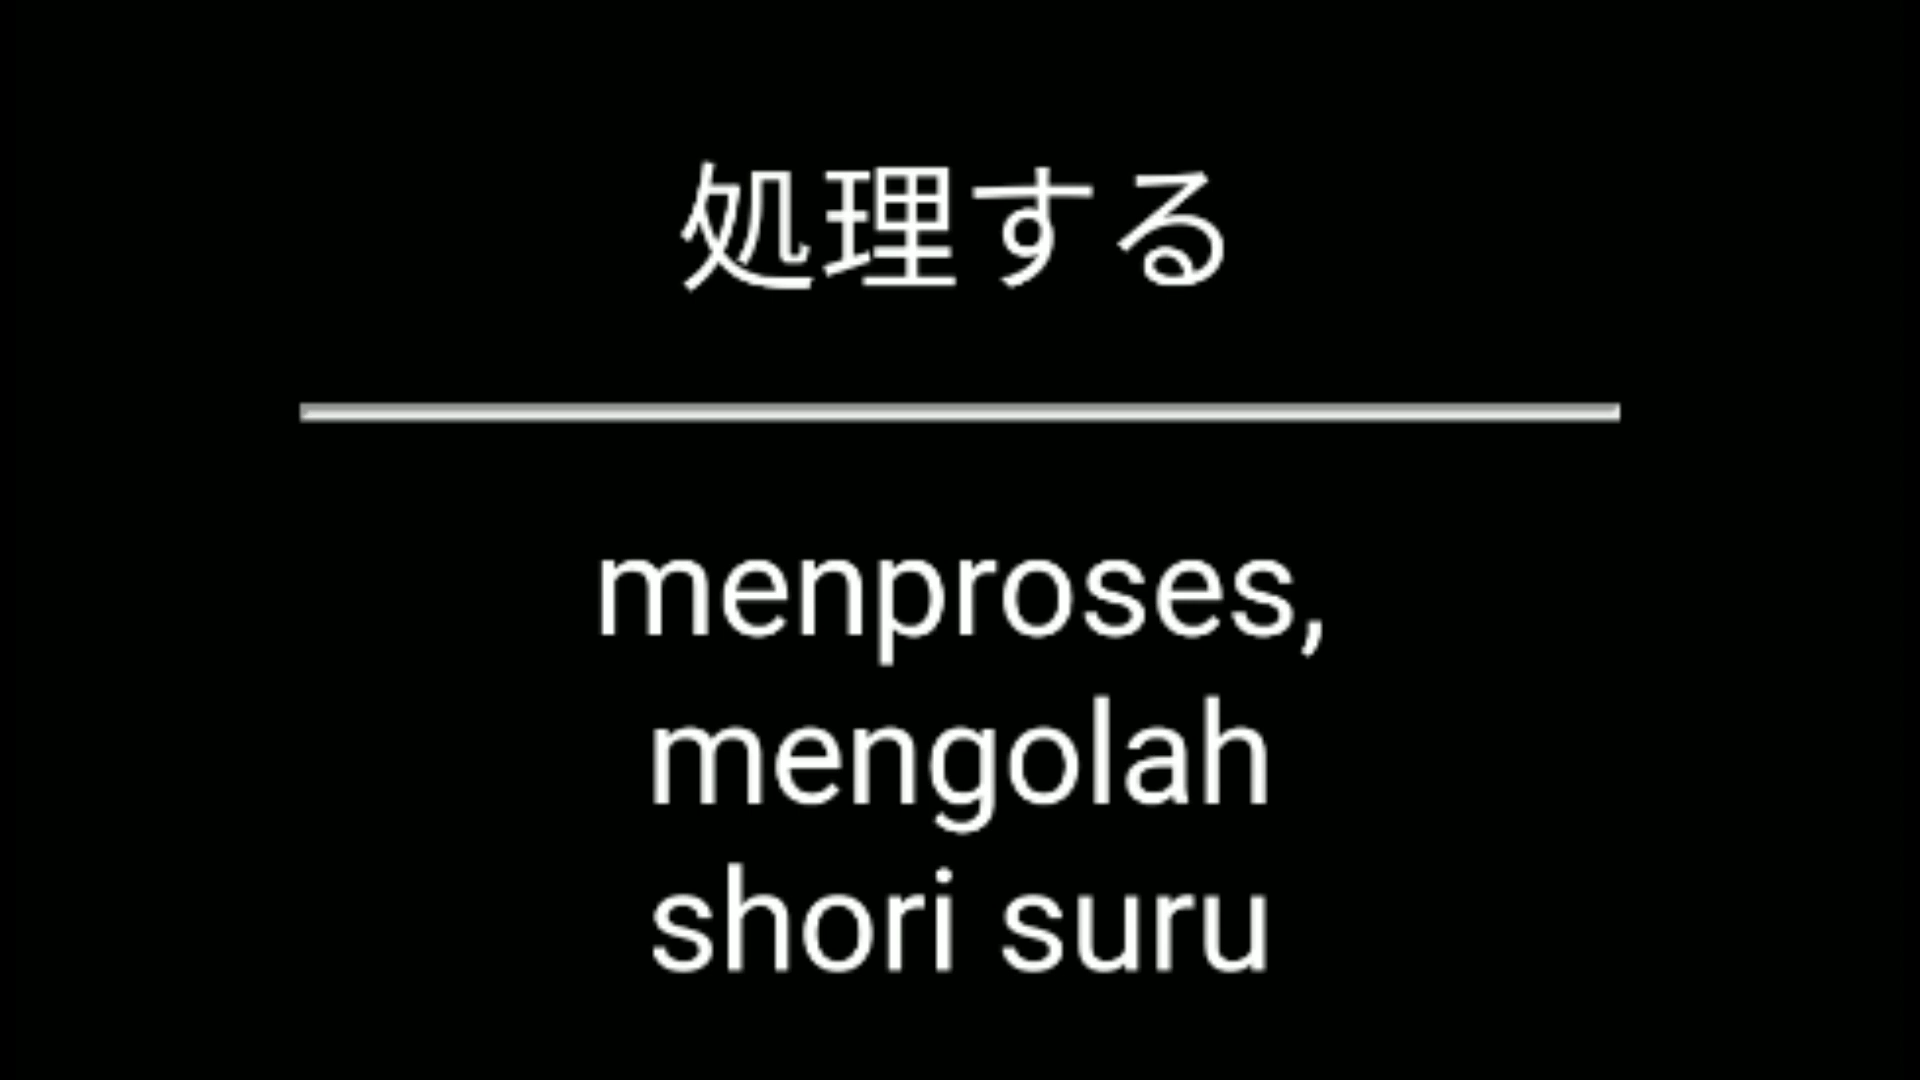 処理する
menproses,
mengolah
shori suru